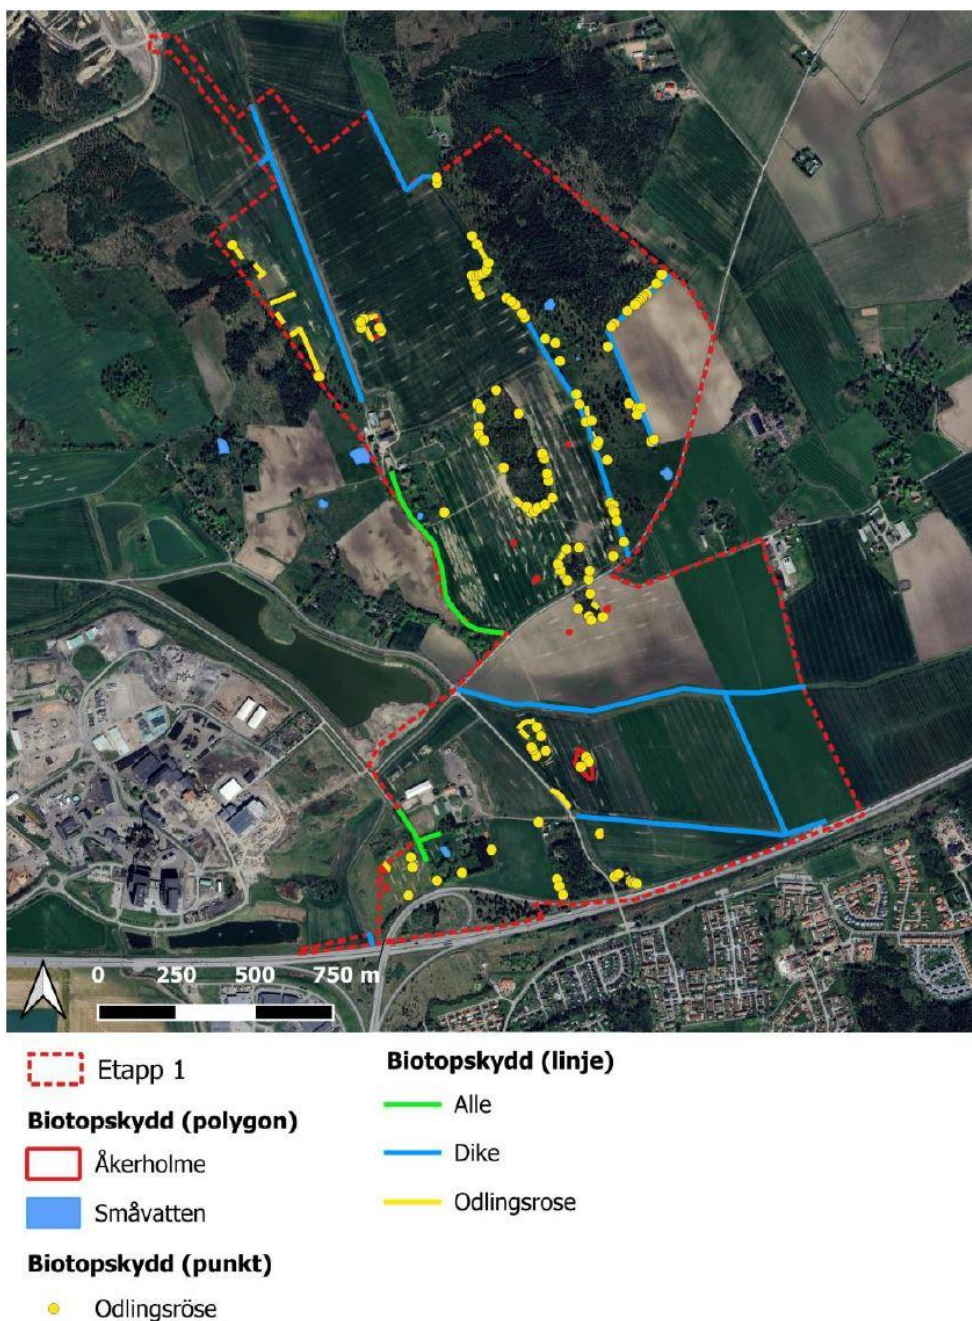 0 250 500 750 m
Etapp 1
Biotopskydd (polygon)
Åkerholme
Småvatten
Biotopskydd (punkt)
Odlingsröse
Biotopskydd (linje)
Alle
Dike
Odlingsrose